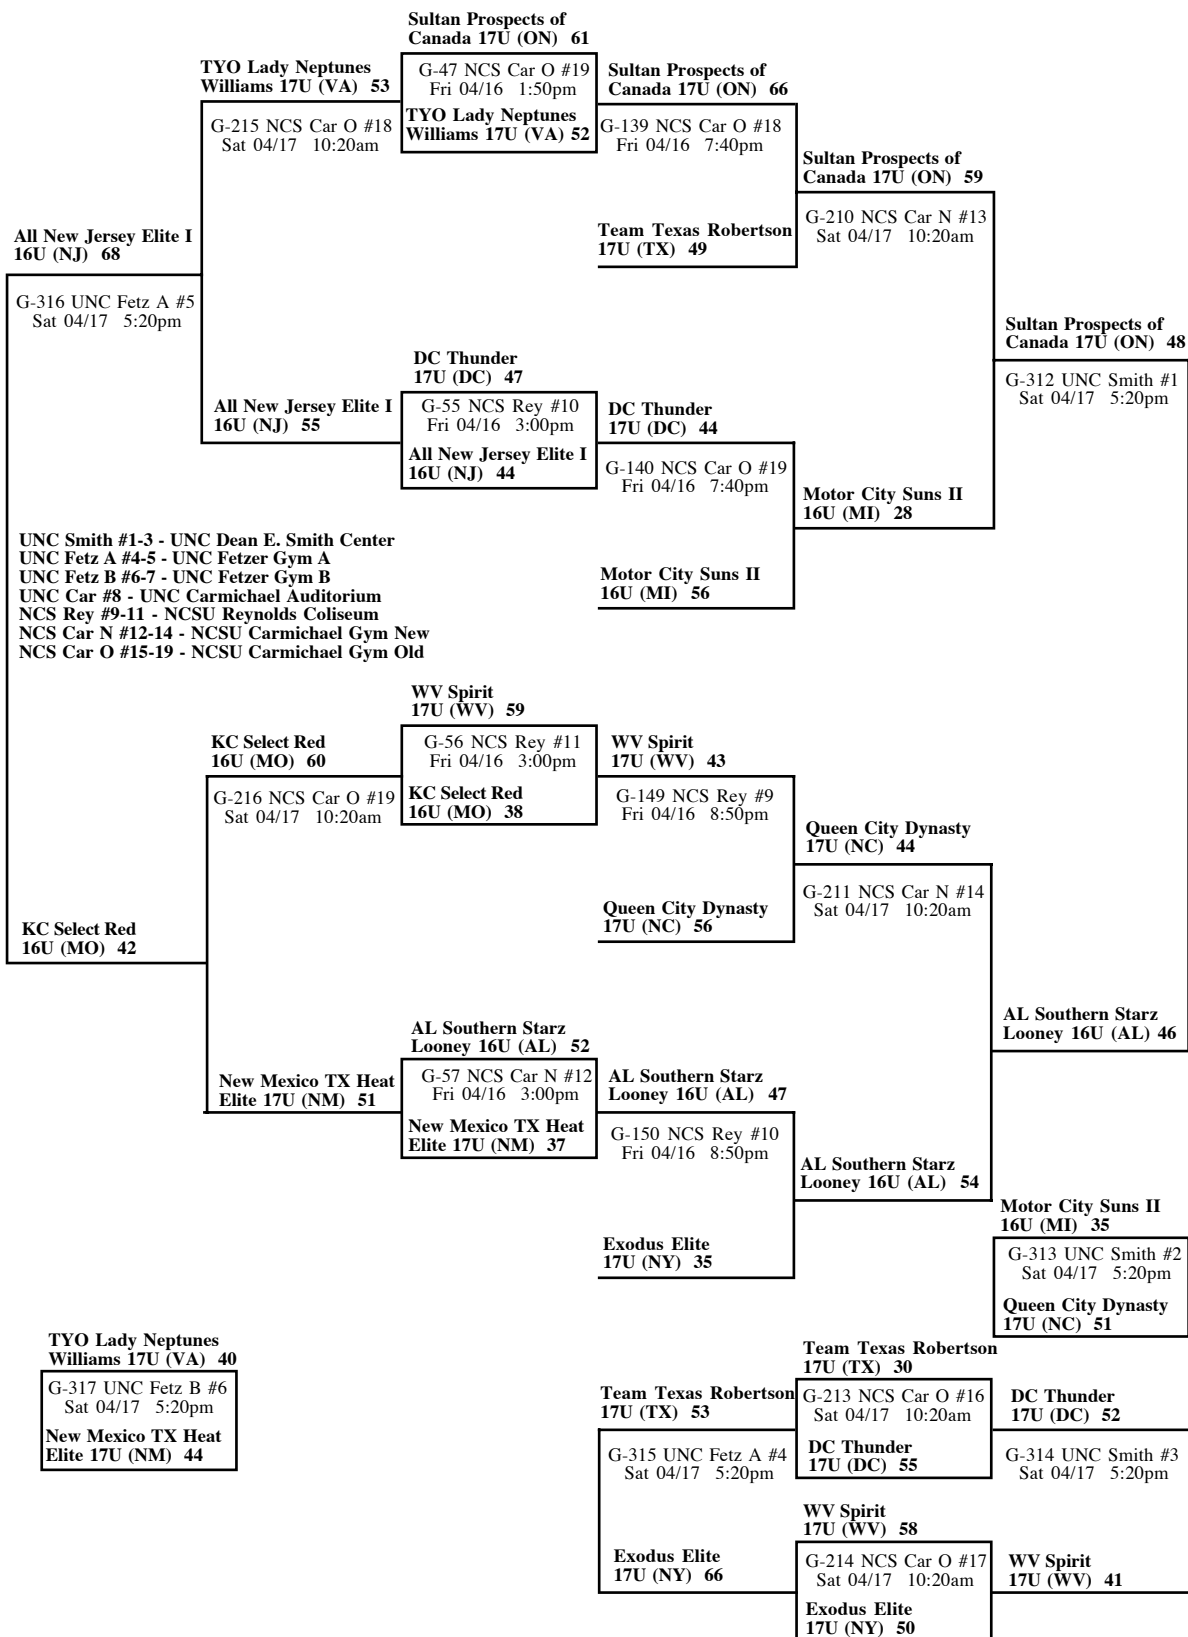 Sultan Prospects of
Canada 17U (ON) 61
G-47 NCS Car O #19
Fri 04/16 1:50pm
TYO Lady Neptunes
Williams 17U (VA) 52
TYO Lady Neptunes
Williams 17U (VA) 53
G-215 NCS Car O #18
Sat 04/17 10:20am
Sultan Prospects of
Canada 17U (ON) 66
G-139 NCS Car O #18
Fri 04/16 7:40pm
Team Texas Robertson
17U (TX) 49
Sultan Prospects of
Canada 17U (ON) 59
G-210 NCS Car N #13
Sat 04/17 10:20am
All New Jersey Elite I
16U (NJ) 68
G-316 UNC Fetz A #5
Sat 04/17 5:20pm
Sultan Prospects of
Canada 17U (ON) 48
G-312 UNC Smith #1
Sat 04/17 5:20pm
DC Thunder
17U (DC) 47
G-55 NCS Rey #10
Fri 04/16 3:00pm
All New Jersey Elite I
16U (NJ) 44
All New Jersey Elite I
16U (NJ) 55
DC Thunder
17U (DC) 44
G-140 NCS Car O #19
Fri 04/16 7:40pm
Motor City Suns II
16U (MI) 56
Motor City Suns II
16U (MI) 28
UNC Smith #1-3 - UNC Dean E. Smith Center
UNC Fetz A #4-5 - UNC Fetzer Gym A
UNC Fetz B #6-7 - UNC Fetzer Gym B
UNC Car #8 - UNC Carmichael Auditorium
NCS Rey #9-11 - NCSU Reynolds Coliseum
NCS Car N #12-14 - NCSU Carmichael Gym New
NCS Car O #15-19 - NCSU Carmichael Gym Old
WV Spirit
17U (WV) 59
G-56 NCS Rey #11
Fri 04/16 3:00pm
KC Select Red
16U (MO) 38
KC Select Red
16U (MO) 60
G-216 NCS Car O #19
Sat 04/17 10:20am
WV Spirit
17U (WV) 43
G-149 NCS Rey #9
Fri 04/16 8:50pm
Queen City Dynasty
17U (NC) 56
Queen City Dynasty
17U (NC) 44
G-211 NCS Car N #14
Sat 04/17 10:20am
KC Select Red
16U (MO) 42
AL Southern Starz
Looney 16U (AL) 46
AL Southern Starz
Looney 16U (AL) 52
G-57 NCS Car N #12
Fri 04/16 3:00pm
New Mexico TX Heat
Elite 17U (NM) 37
New Mexico TX Heat
Elite 17U (NM) 51
AL Southern Starz
Looney 16U (AL) 47
G-150 NCS Rey #10
Fri 04/16 8:50pm
Exodus Elite
17U (NY) 35
AL Southern Starz
Looney 16U (AL) 54
Motor City Suns II
16U (MI) 35
G-313 UNC Smith #2
Sat 04/17 5:20pm
Queen City Dynasty
17U (NC) 51
TYO Lady Neptunes
Williams 17U (VA) 40
G-317 UNC Fetz B #6
Sat 04/17 5:20pm
New Mexico TX Heat
Elite 17U (NM) 44
Team Texas Robertson
17U (TX) 30
G-213 NCS Car O #16
Sat 04/17 10:20am
DC Thunder
17U (DC) 55
Team Texas Robertson
17U (TX) 53
G-315 UNC Fetz A #4
Sat 04/17 5:20pm
Exodus Elite
17U (NY) 66
DC Thunder
17U (DC) 52
G-314 UNC Smith #3
Sat 04/17 5:20pm
WV Spirit
17U (WV) 41
WV Spirit
17U (WV) 58
G-214 NCS Car O #17
Sat 04/17 10:20am
Exodus Elite
17U (NY) 50